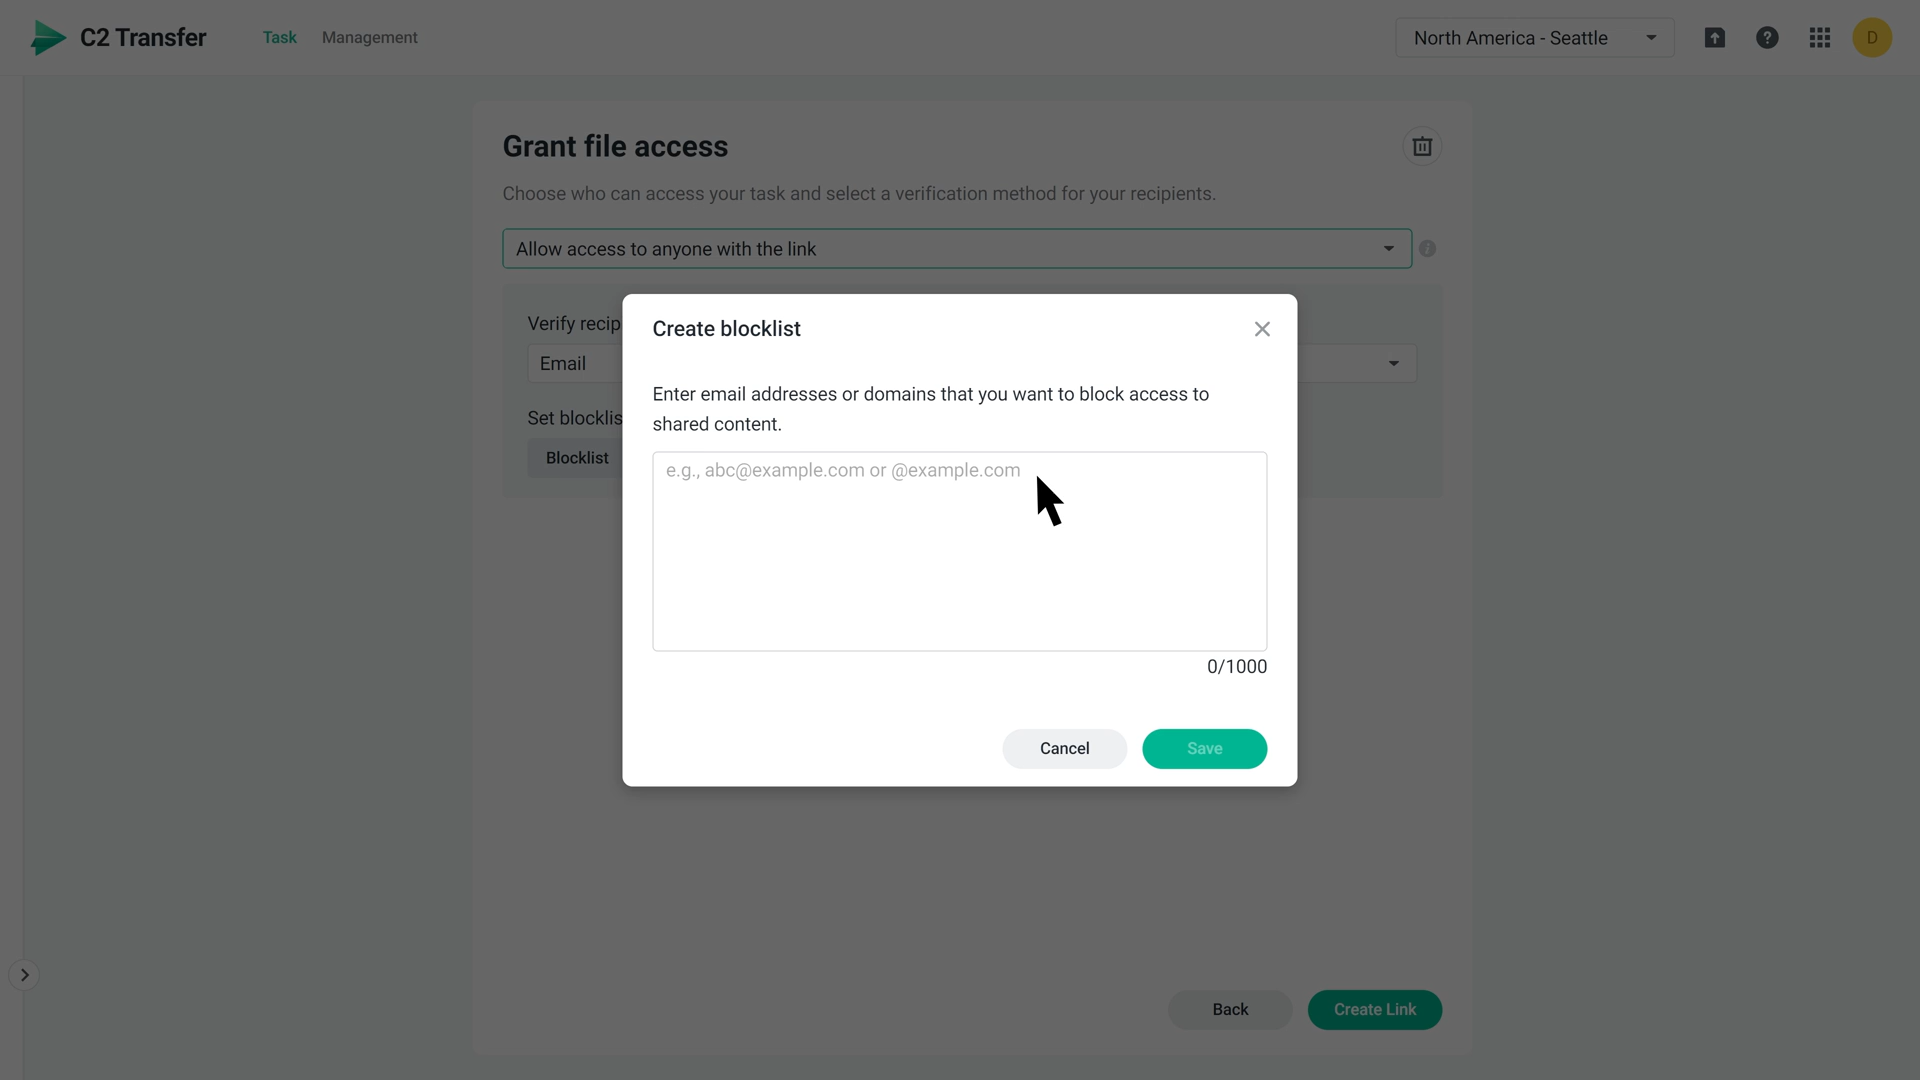 C2 Transfer
Task
Management
North America - Seattle
D
Grant file access
Choose who can access your task and select a verification method for your recipients.
Allow access to anyone with the link
Verify recip
Email
Set blocklis
Blocklist
Create blocklist
Enter email addresses or domains that you want to block access to
shared content.
e.g., abc@example.com or @example.com
0/1000
Cancel
Save
Back
Create Link